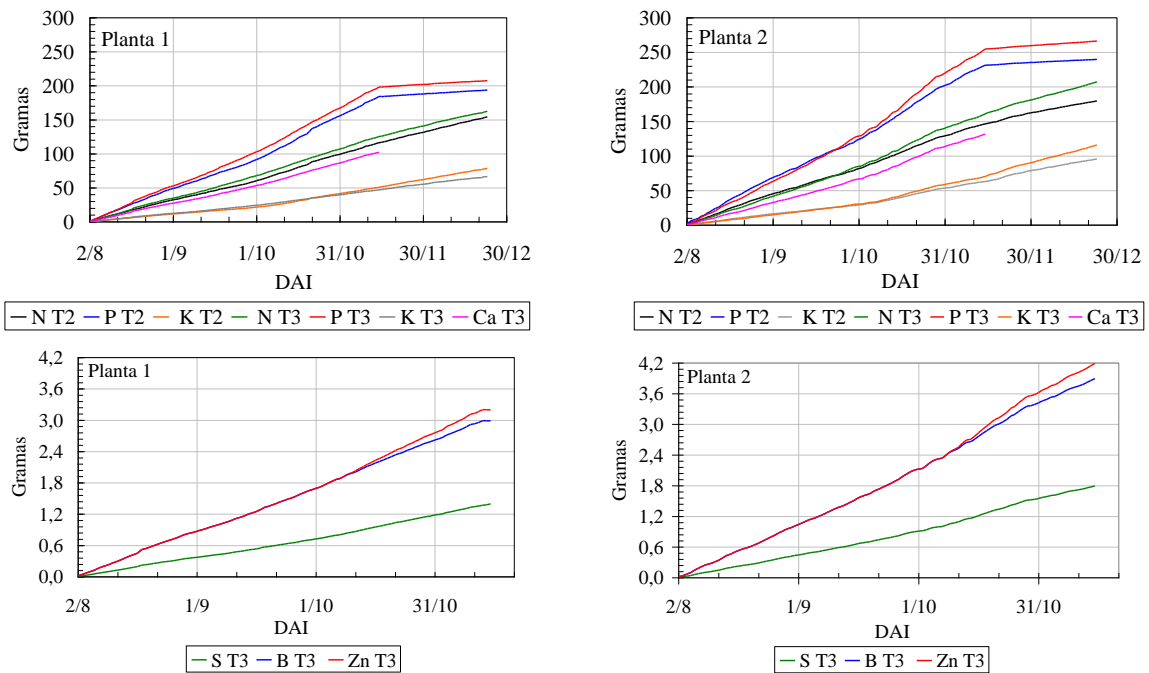 Planta 1
Gramas
300
250
200
150
100
50
0
2/8 1/9 1/10 31/10 30/11 30/12
DAI
N T2 P T2 K T2 N T3 P T3 K T3 Ca T3
Planta 2
Gramas
300
250
200
150
100
50
0
2/8 1/9 1/10 31/10 30/11 30/12
DAI
N T2 P T2 K T2 N T3 P T3 K T3 Ca T3
Planta 1
Gramas
4,2
3,6
3,0
2,4
1,8
1,2
0,6
0,0
2/8 1/9 1/10 31/10
DAI
S T3 B T3 Zn T3
Planta 2
Gramas
4,2
3,6
3,0
2,4
1,8
1,2
0,6
0,0
2/8 1/9 1/10 31/10
DAI
S T3 B T3 Zn T3